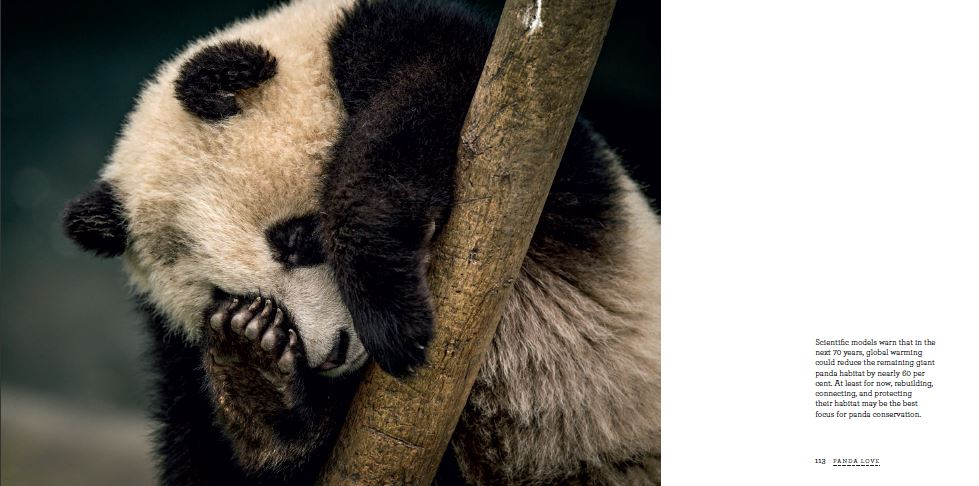 Scientific models warn that in the
next 70 years, global warming
could reduce the remaining giant
panda habitat by nearly 60 per
cent. At least for now, rebuilding,
connecting, and protecting
their habitat may be the best
focus for panda conservation.
113 PANDA LOVE